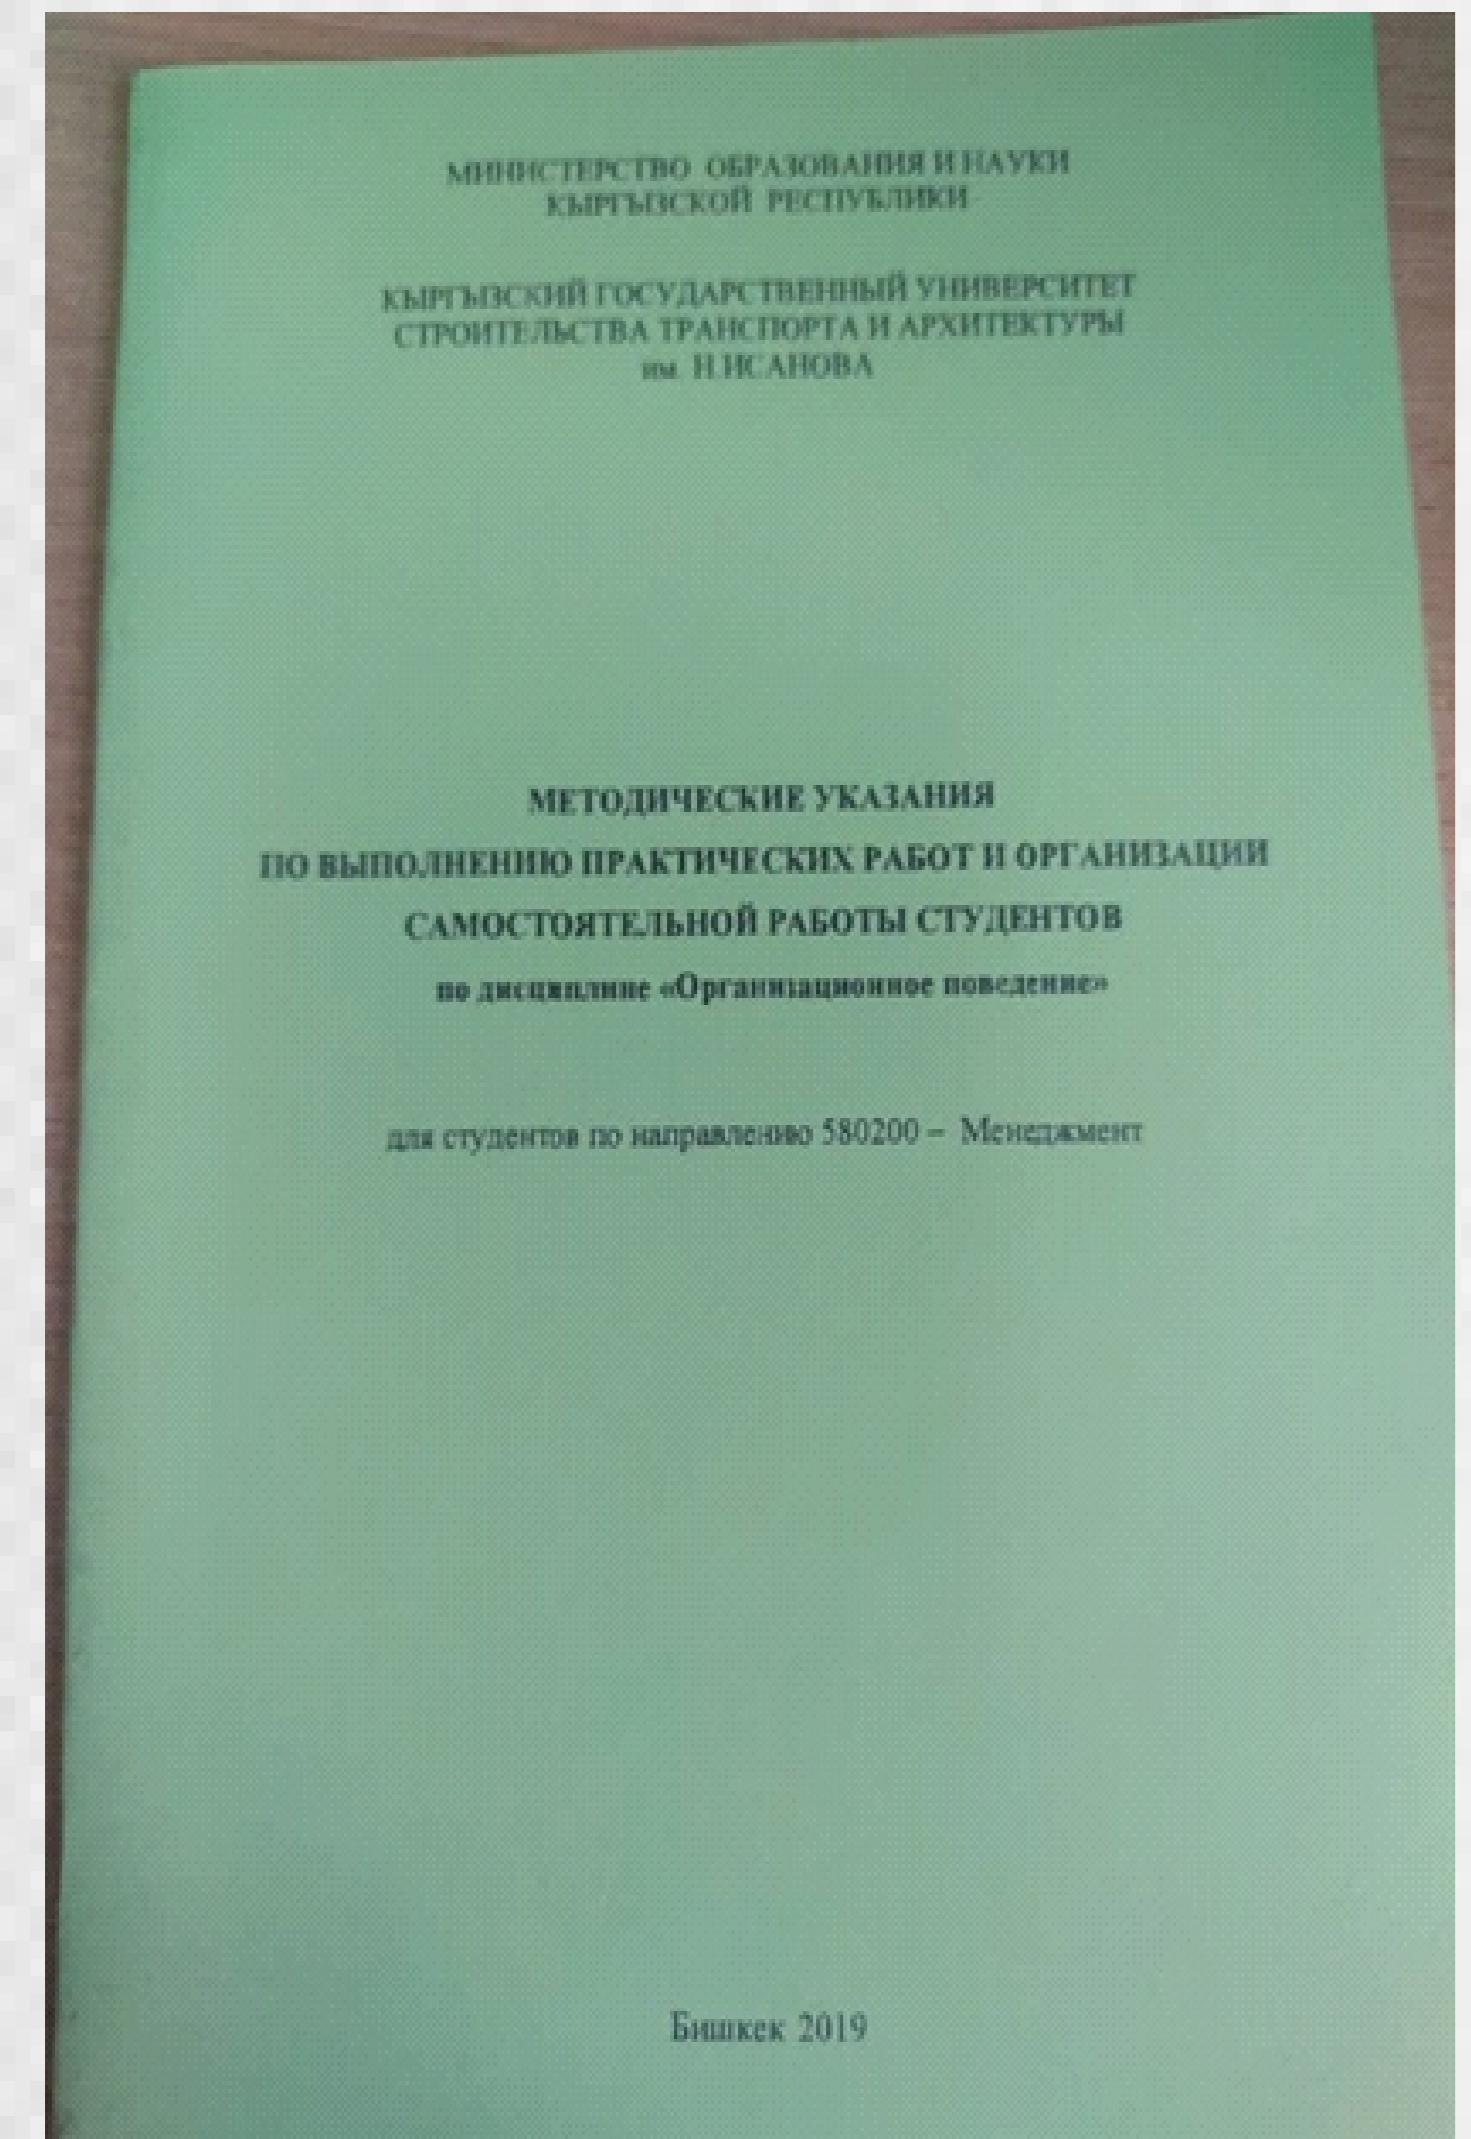 МИНИСТЕРСТВО ОБРАЗОВАНИЯ И НАУКИ
КЫРГЫЗСКОЙ РЕСПУБЛИКИ
КЫРГЫЗСКИЙ ГОСУДАРСТВЕННЫЙ УНИВЕРСИТЕТ
СТРОИТЕЛЬСТВА ТРАНСПОРТА И АРХИТЕКТУРЫ
им. Н.ИСАНОВА
МЕТОДИЧЕСКИЕ УКАЗАНИЯ
ПО ВЫПОЛНЕНИЮ ПРАКТИЧЕСКИХ РАБОТ И ОРГАНИЗАЦИИ
САМОСТОЯТЕЛЬНОЙ РАБОТЫ СТУДЕНТОВ
по дисциплине «Организационное поведение»
для студентов по направлению 580200 – Менеджмент
Бишкек 2019